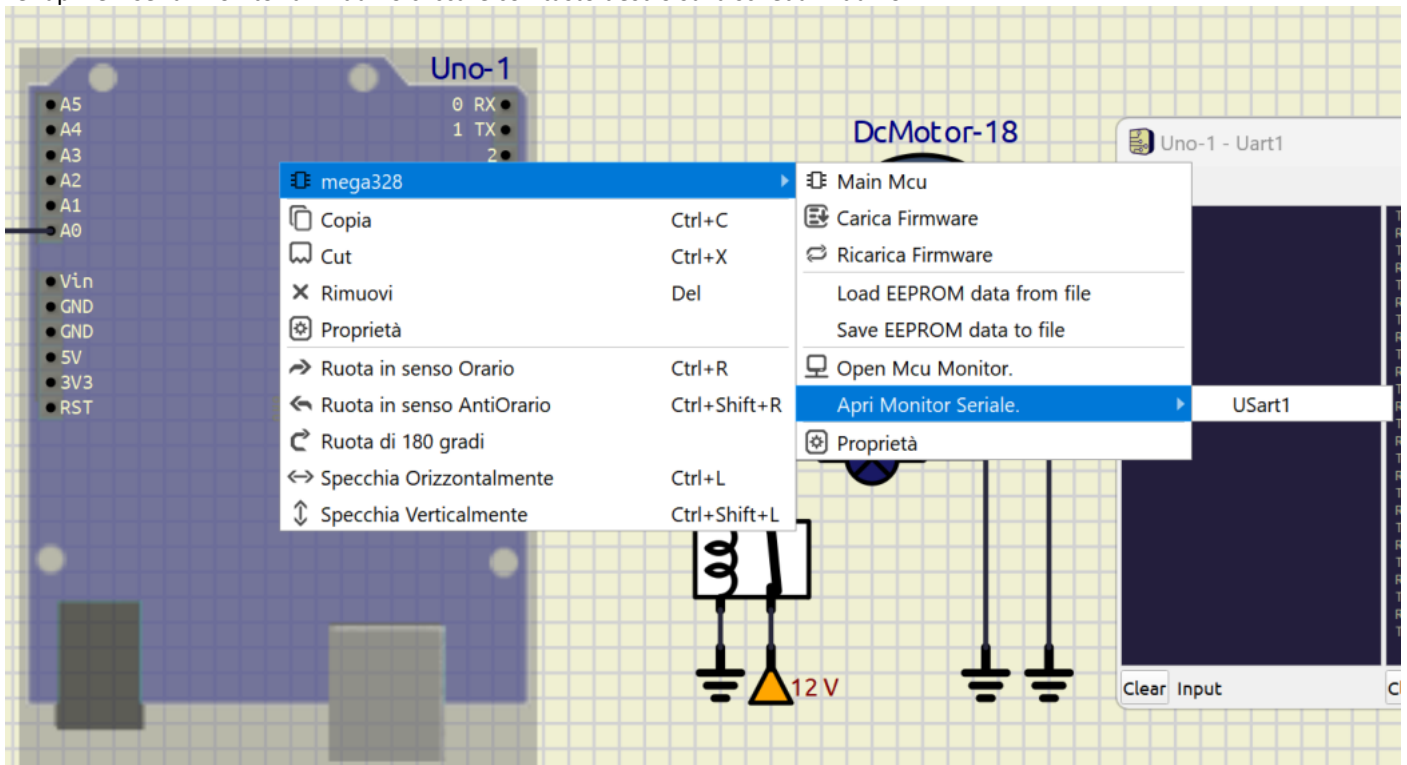 Uno-1
A5
A4
A3
A2
A1
A0
Vin
GND
GND
5V
3V3
RST
0 RX
1 TX
2
mega328
Copia Ctrl+C
Cut Ctrl+X
Rimuovi Del
Proprietà
Ruota in senso Orario Ctrl+R
Ruota in senso AntiOrario Ctrl+Shift+R
Ruota di 180 gradi
Specchia Orizzontalmente Ctrl+L
Specchia Verticalmente Ctrl+Shift+L
DcMotor-18
Main Mcu
Carica Firmware
Ricarica Firmware
Load EEPROM data from file
Save EEPROM data to file
Open Mcu Monitor.
Apri Monitor Seriale.
Proprietà
USart1
12 V
Uno-1 - Uart1
Clear Input